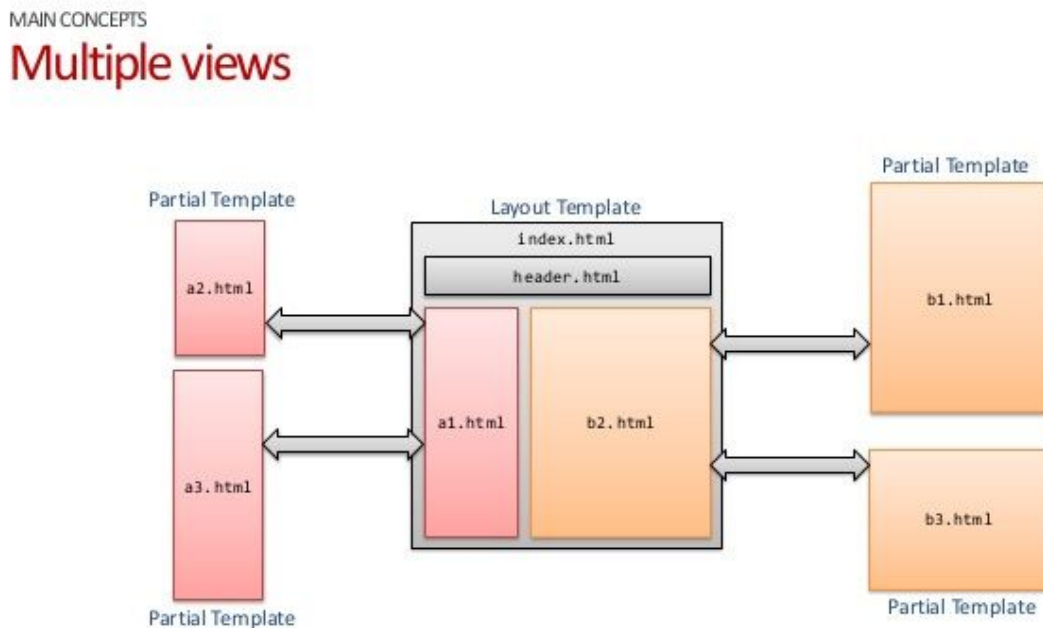 MAIN CONCEPTS
Multiple views
Partial Template
Partial Template
Layout Template
index.html
header.html
a2.html
b1.html
a1.html
b2.html
a3.html
b3.html
Partial Template
Partial Template